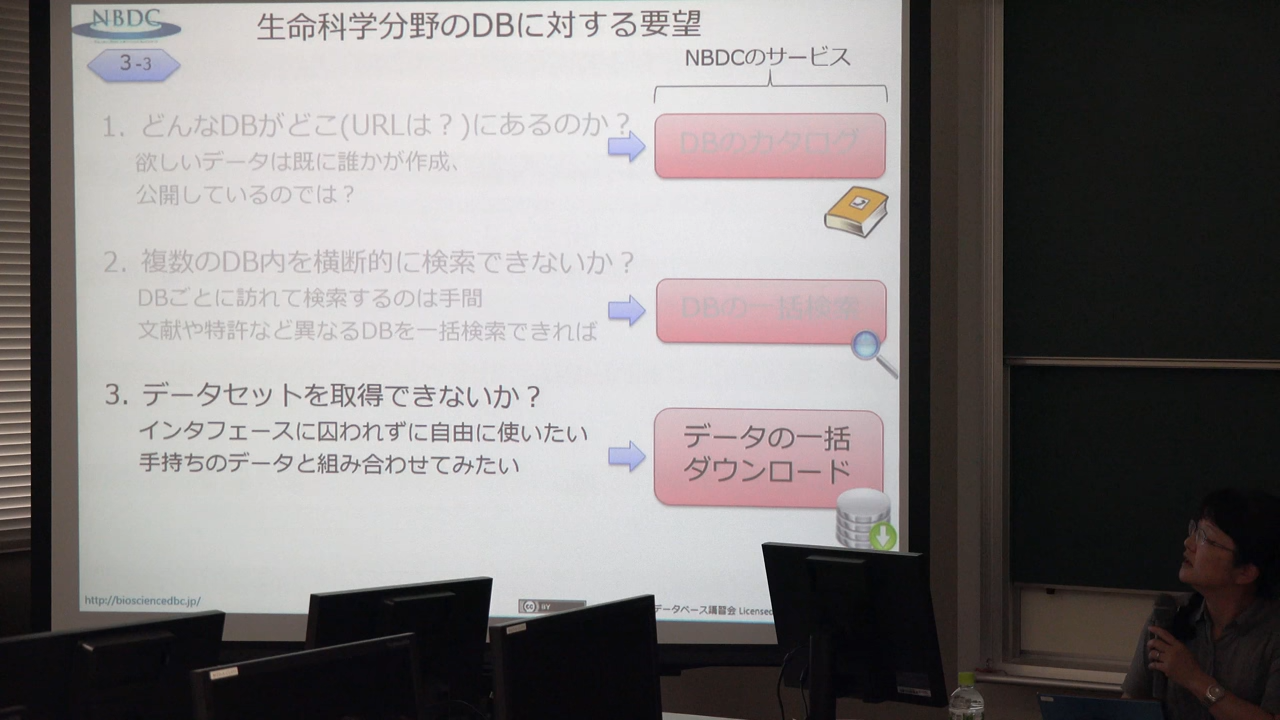 NBDC
生命科学分野のDBに対する要望
3-3
NBDCのサービス
1. どんなDBがどこ(URLは？)にあるのか？
欲しいデータは既に誰かが作成、
公開しているのでは？
DBのカタログ
2. 複数のDB内を横断的に検索できないか？
DBごとに訪れて検索するのは手間
文献や特許など異なるDBを一括検索できれば
DBの一括検索
3. データセットを取得できないか？
インタフェースに囚われずに自由に使いたい
手持ちのデータと組み合わせてみたい
データの一括
ダウンロード
http://biosciencedbc.jp/
cc BY
データベース講習会 Licensed